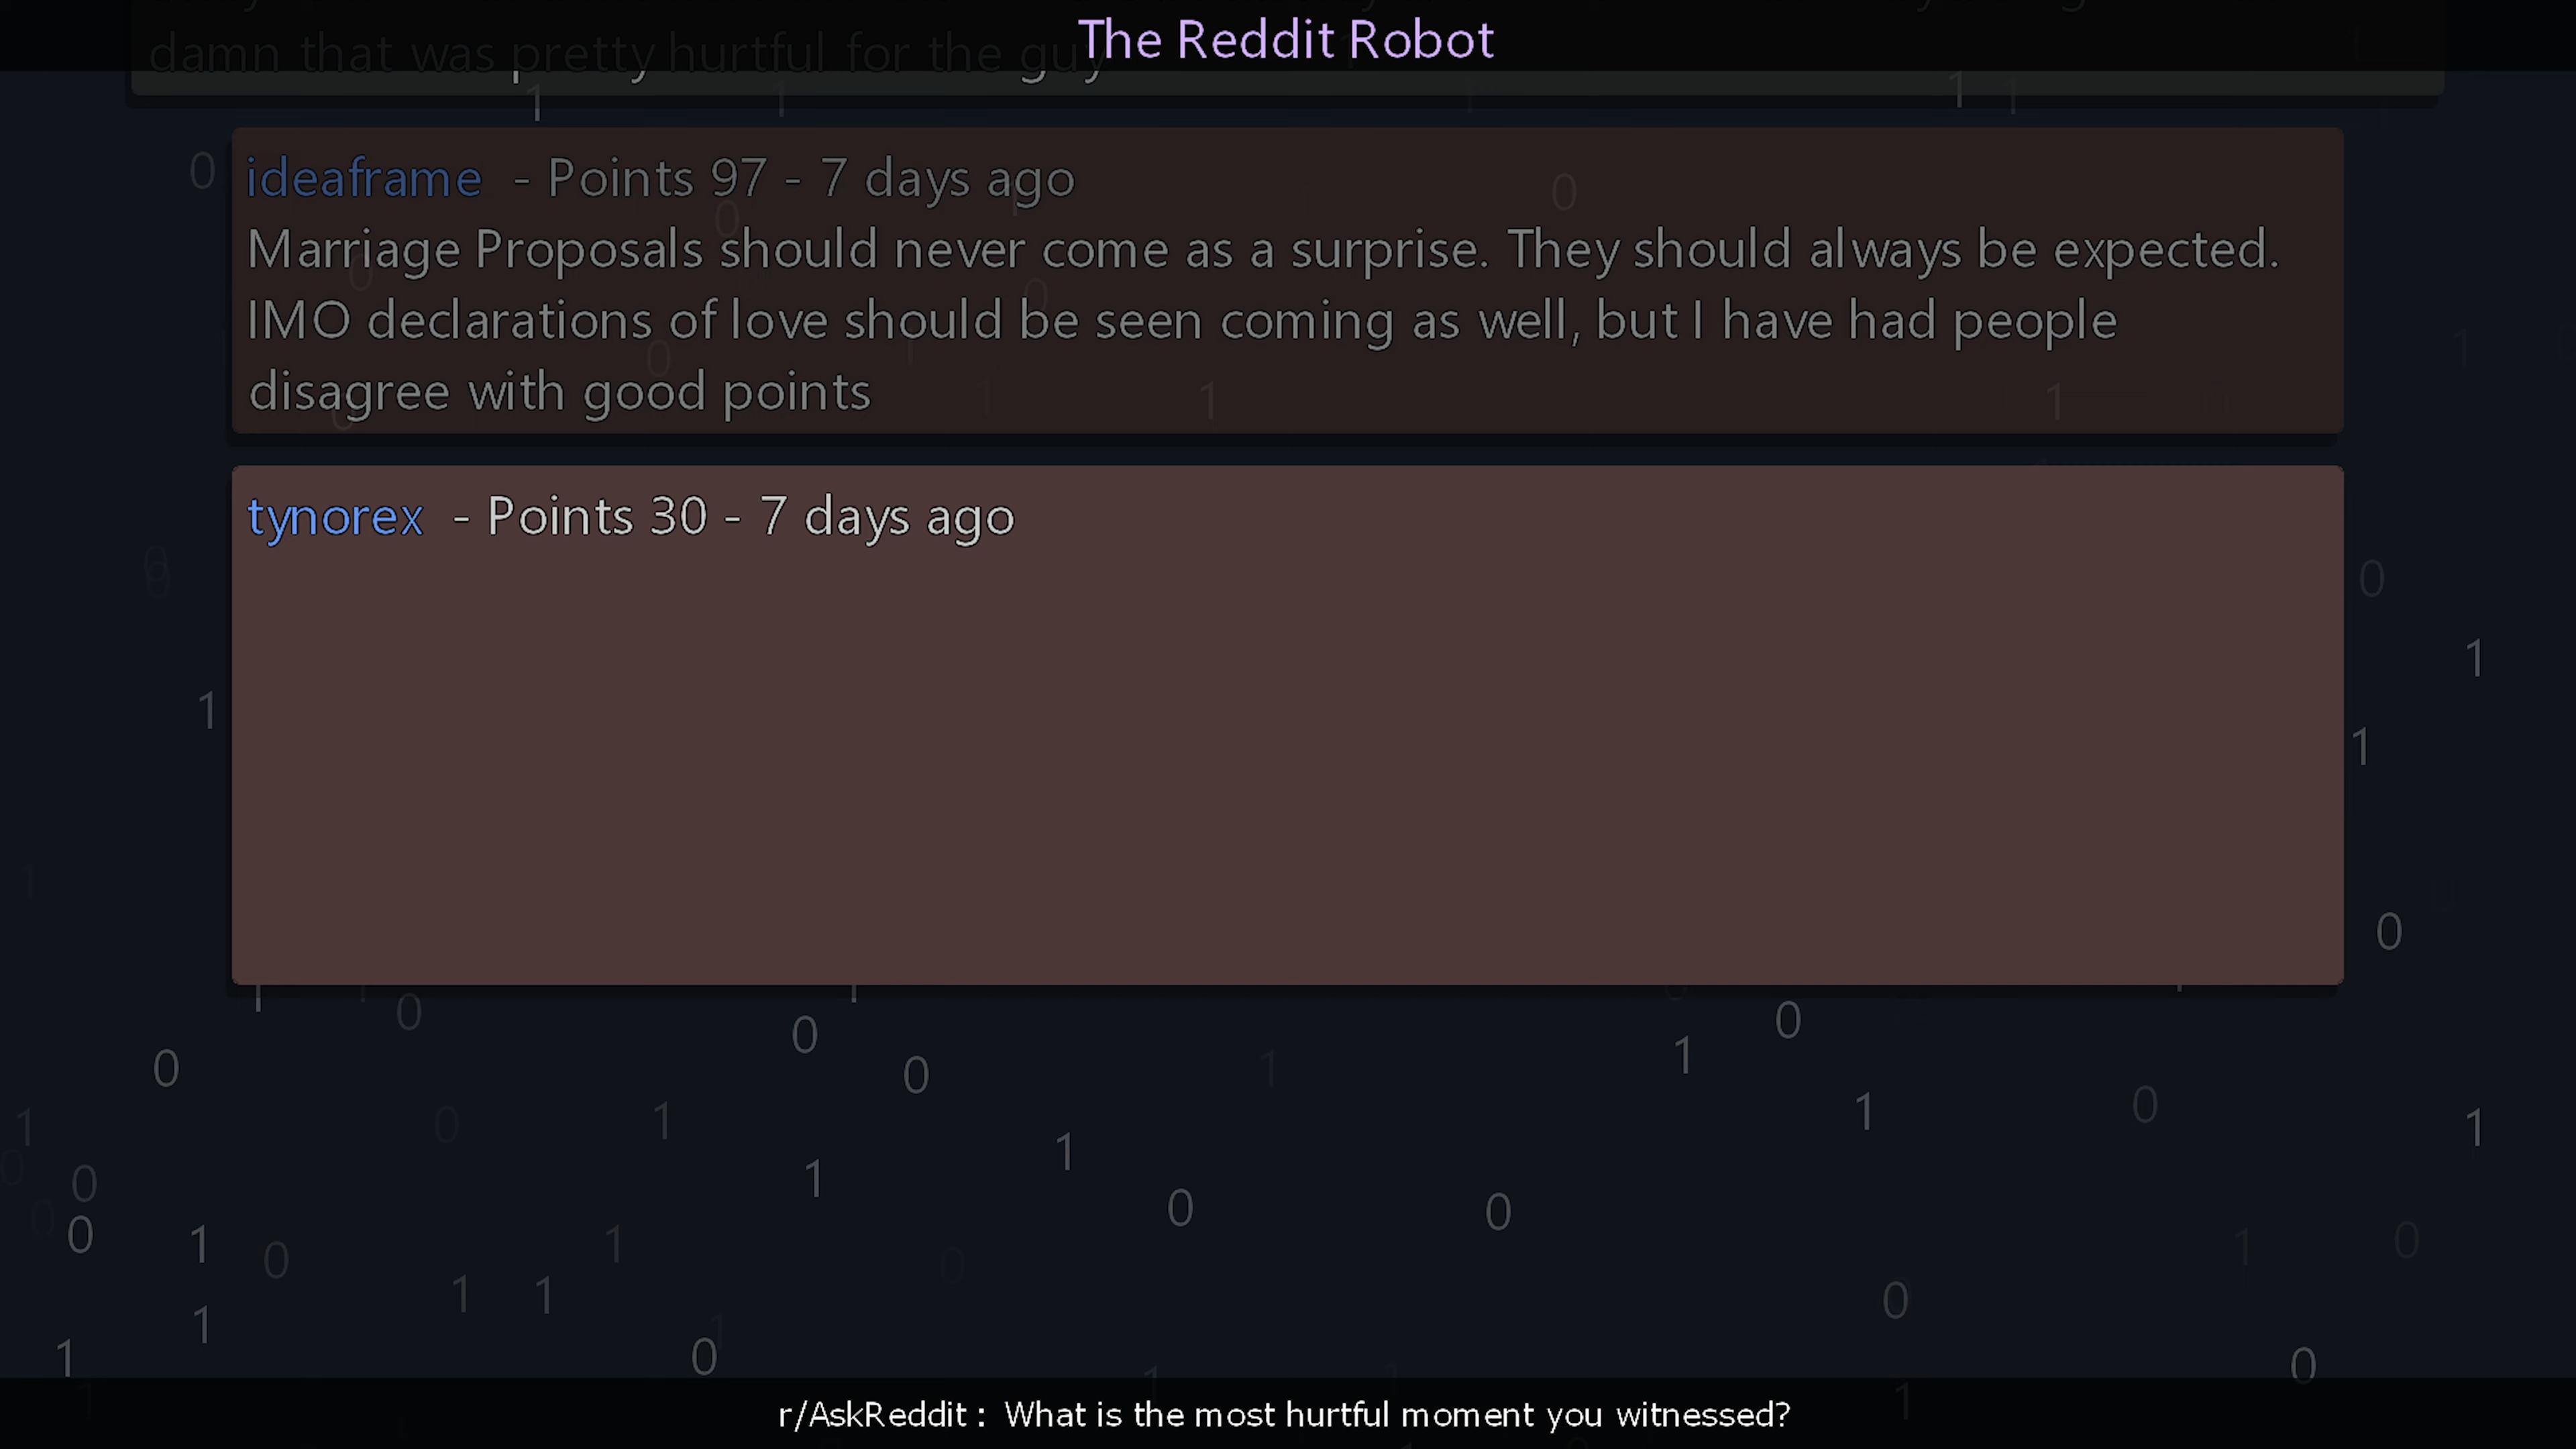 The Reddit Robot
damn that was pretty hurtful for the guy
ideaframe - Points 97 - 7 days ago
Marriage Proposals should never come as a surprise. They should always be expected.
IMO declarations of love should be seen coming as well, but I have had people
disagree with good points
tynorex - Points 30 - 7 days ago
r/AskReddit : What is the most hurtful moment you witnessed?